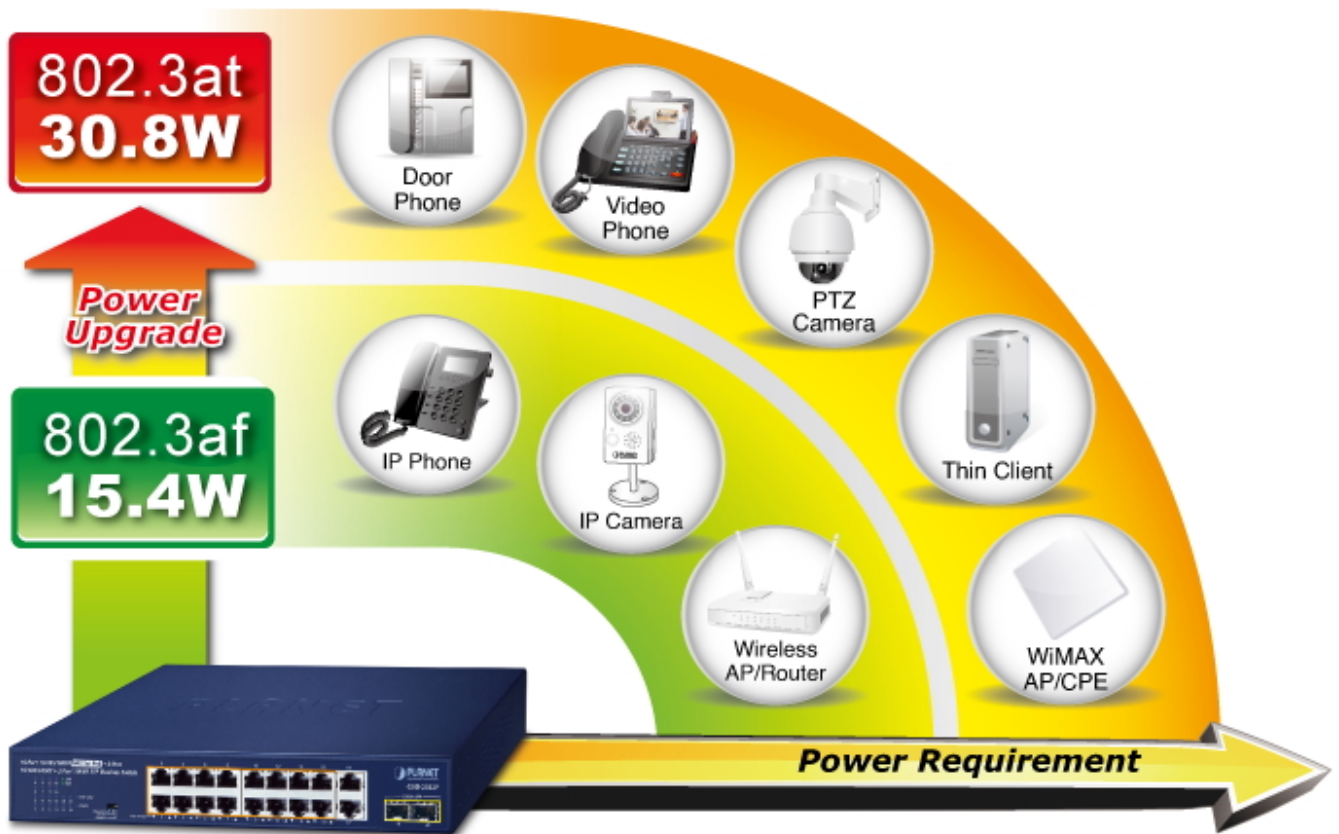 802.3at
30.8W
Power
Upgrade
802.3af
15.4W
Door
Phone
Video
Phone
PTZ
Camera
Thin Client
WiMAX
AP/CPE
IP Phone
IP Camera
Wireless
AP/Router
PLANET
Power Requirement